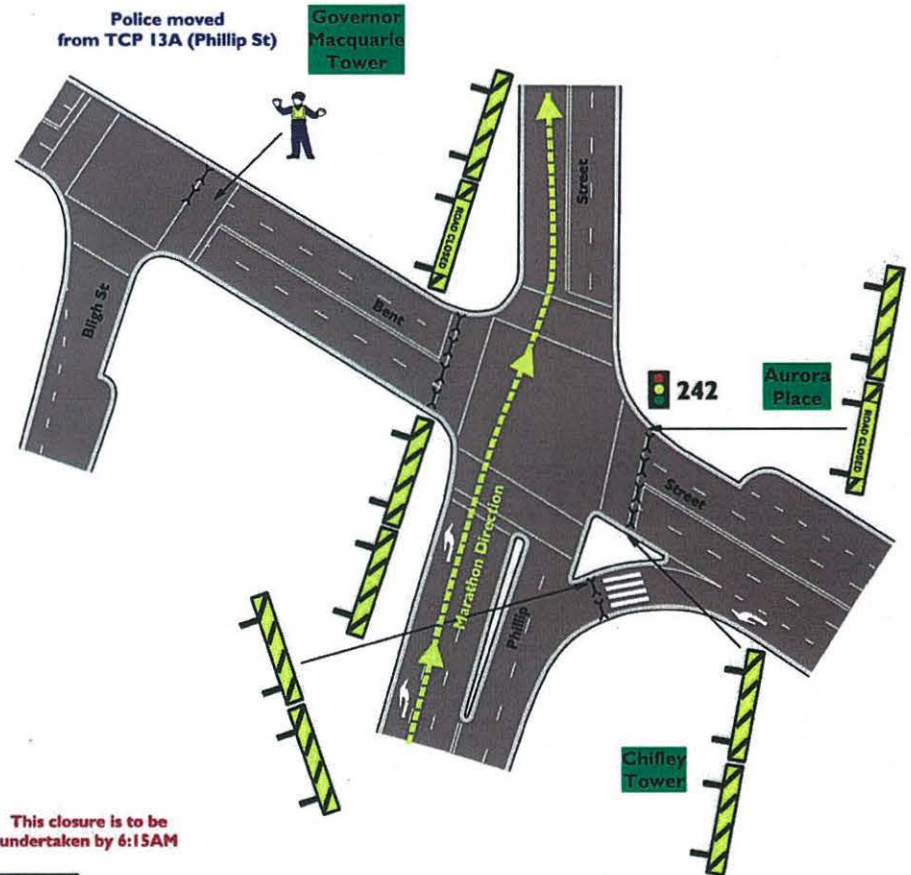 Police moved
from TCP 13A (Phillip St)
Governor
Macquarie
Tower
Street
ROAD CLOSED
Bligh St
Bent
242
Aurora
Place
ROAD CLOSED
Street
Marathon Direction
Phillip
Chifley
Tower
This closure is to be
undertaken by 6:15AM